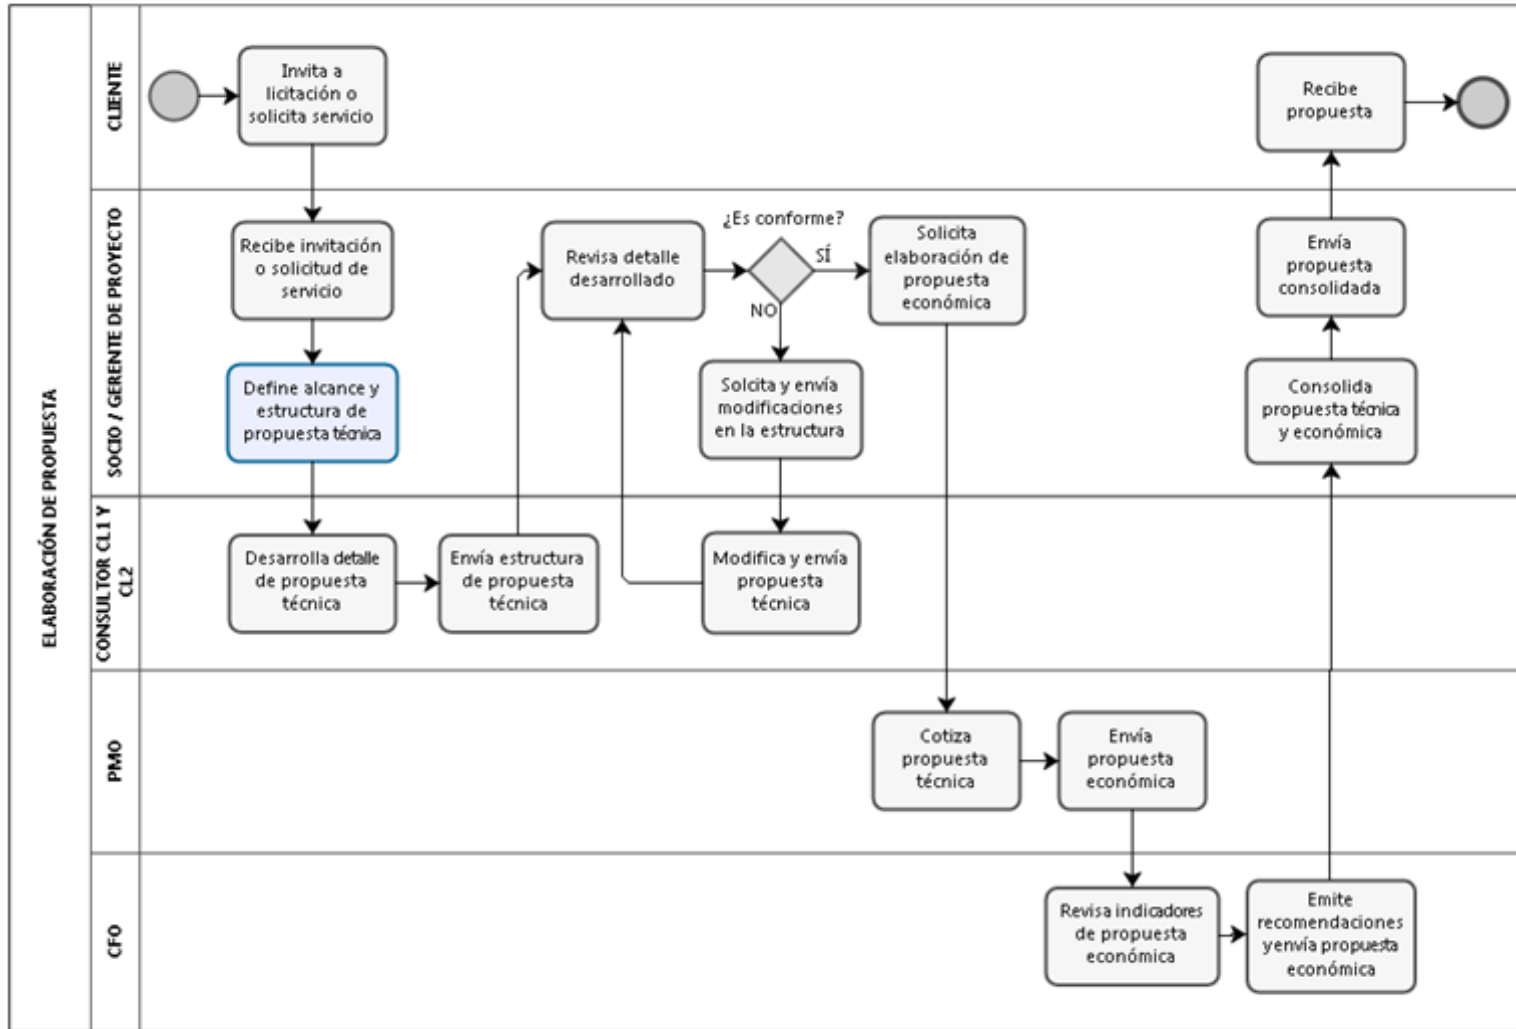 ELABORACIÓN DE PROPUESTA
CLIENTE
Invita a
licitación o
solicita servicio
Recibe
propuesta
SOCIO / GERENTE DE PROYECTO
Recibe invitación
o solicitud de
servicio
Define alcance y
estructura de
propuesta técnica
Revisa detalle
desarrollado
¿Es conforme?
SÍ
NO
Solicita
elaboración de
propuesta
económica
Solcita y envía
modificaciones
en la estructura
Envía
propuesta
consolidada
Consolida
propuesta técnica
y económica
CONSULTOR CL1 Y
CL2
Desarrolla detalle
de propuesta
técnica
Envía estructura
de propuesta
técnica
Modifica y envía
propuesta
técnica
PMO
Cotiza
propuesta
técnica
Envía
propuesta
económica
CFO
Revisa indicadores
de propuesta
económica
Emite
recomendaciones
y envía propuesta
económica